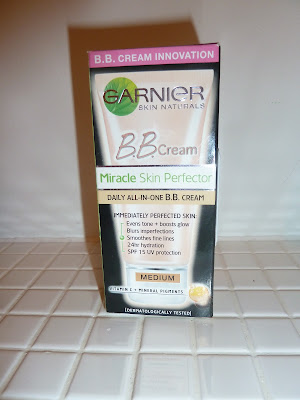 B.B. CREAM INNOVATION
GARNIER
SKIN NATURALS
B.B. Cream
Miracle Skin Perfector
DAILY ALL-IN-ONE B.B. CREAM
IMMEDIATELY PERFECTED SKIN:
Evens tone + boosts glow
Blurs imperfections
Smoothes fine lines
24hr hydration
SPF 15 UV protection
MEDIUM
VITAMIN C + MINERAL PIGMENTS
[DERMATOLOGICALLY TESTED]